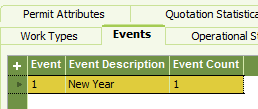 Permit Attributes Quotation Statistica
Work Types Events Operational S
Event Event Description Event Count
1 New Year 1